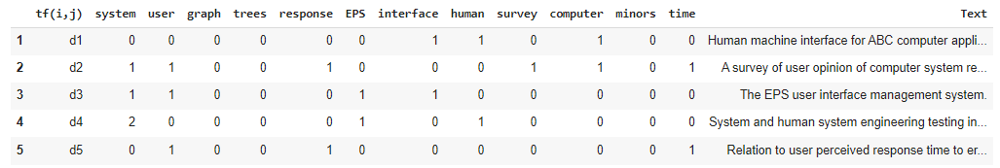 tf(i,j) system user graph trees response EPS interface human survey computer minors time Text
1 d1 0 0 0 0 0 0 1 1 0 1 0 0 Human machine interface for ABC computer appli...
2 d2 1 1 0 0 1 0 0 0 1 1 0 1 A survey of user opinion of computer system re...
3 d3 1 1 0 0 0 1 1 0 0 0 0 0 The EPS user interface management system.
4 d4 2 0 0 0 0 1 0 1 0 0 0 0 System and human system engineering testing in...
5 d5 0 1 0 0 1 0 0 0 0 0 0 1 Relation to user perceived response time to er...